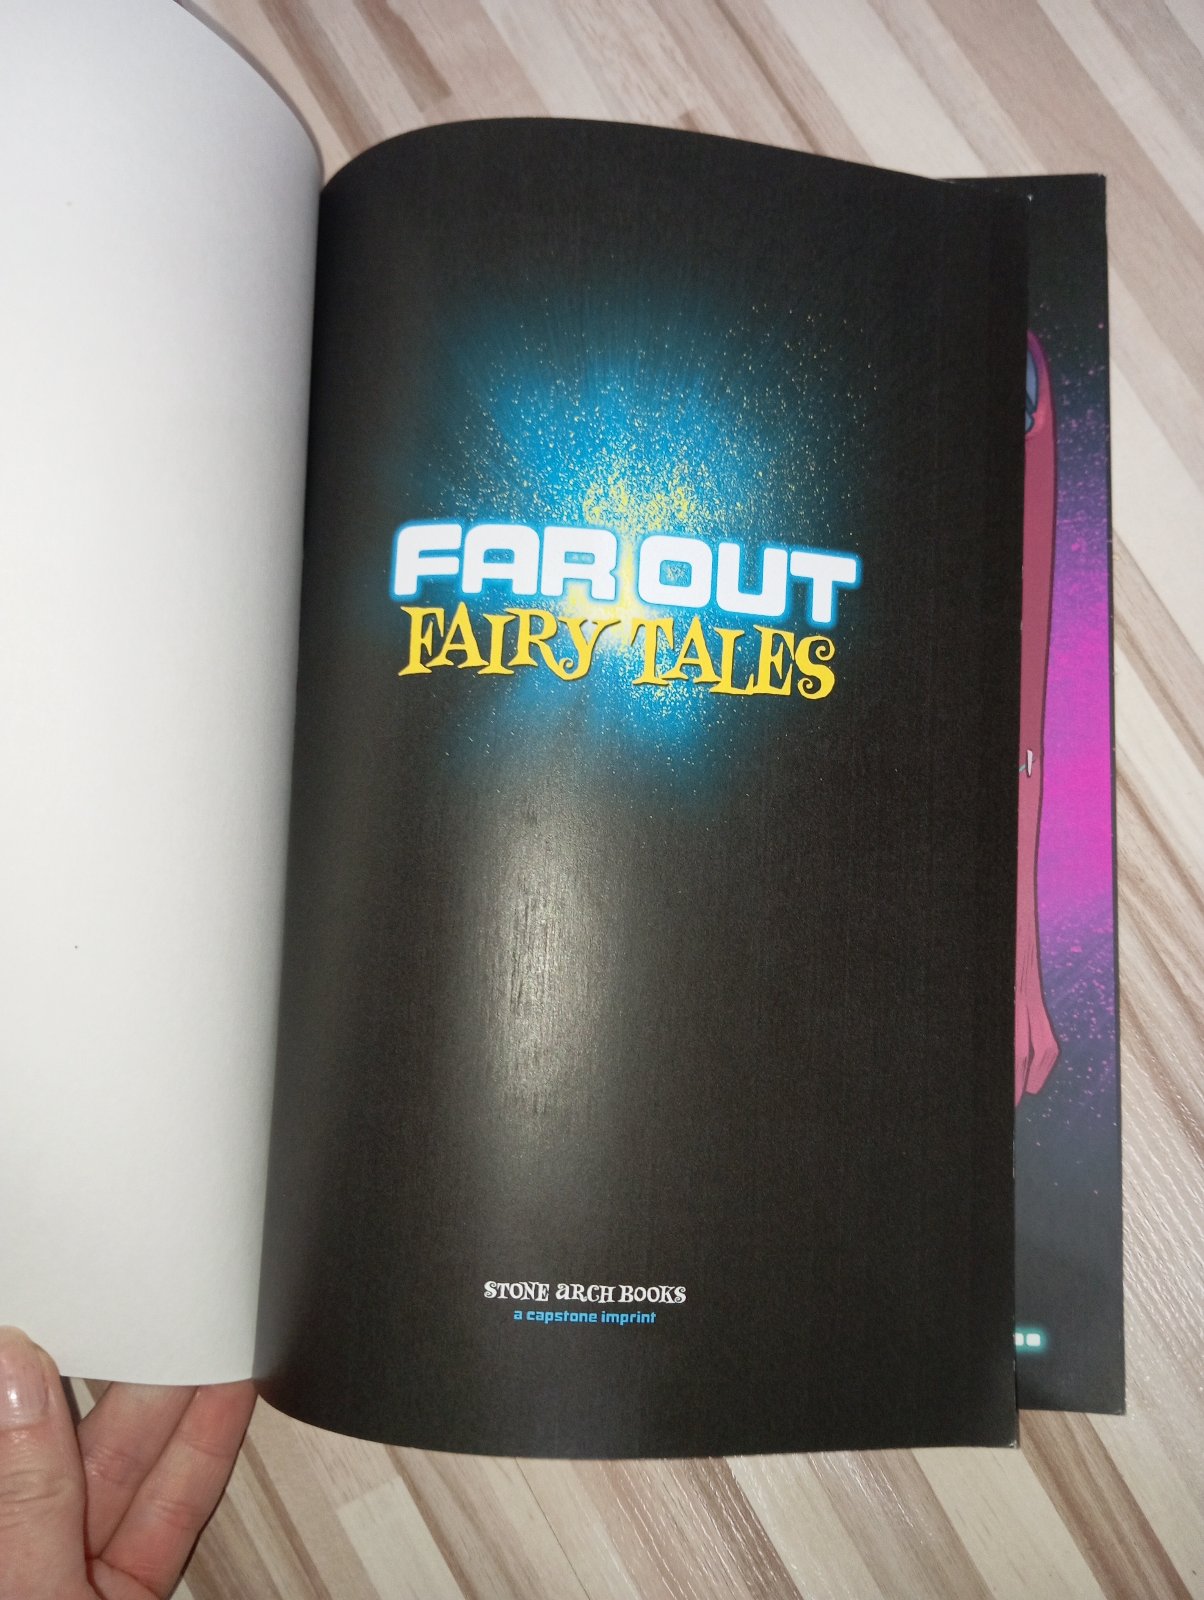 FAR OUT
FAIRY TALES
STONE ARCH BOOKS
a capstone imprint